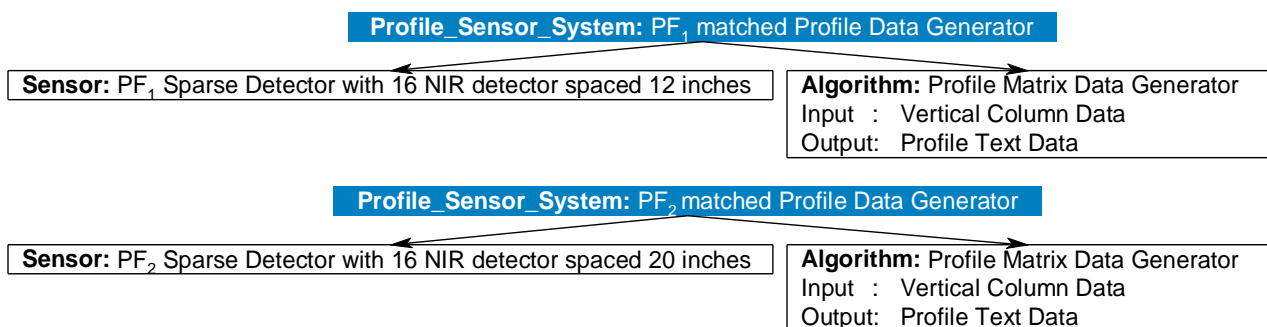 Profile_Sensor_System: PF₁ matched Profile Data Generator
Sensor: PF₁ Sparse Detector with 16 NIR detector spaced 12 inches
Algorithm: Profile Matrix Data Generator
Input : Vertical Column Data
Output: Profile Text Data
Profile_Sensor_System: PF₂ matched Profile Data Generator
Sensor: PF₂ Sparse Detector with 16 NIR detector spaced 20 inches
Algorithm: Profile Matrix Data Generator
Input : Vertical Column Data
Output: Profile Text Data